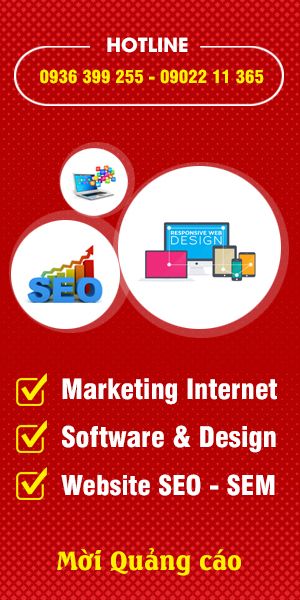 HOTLINE
0936 399 255 - 09022 11 365
RESPONSIVE WEB
DESIGN
SEO
Marketing Internet
Software & Design
Website SEO - SEM
Mời Quảng cáo